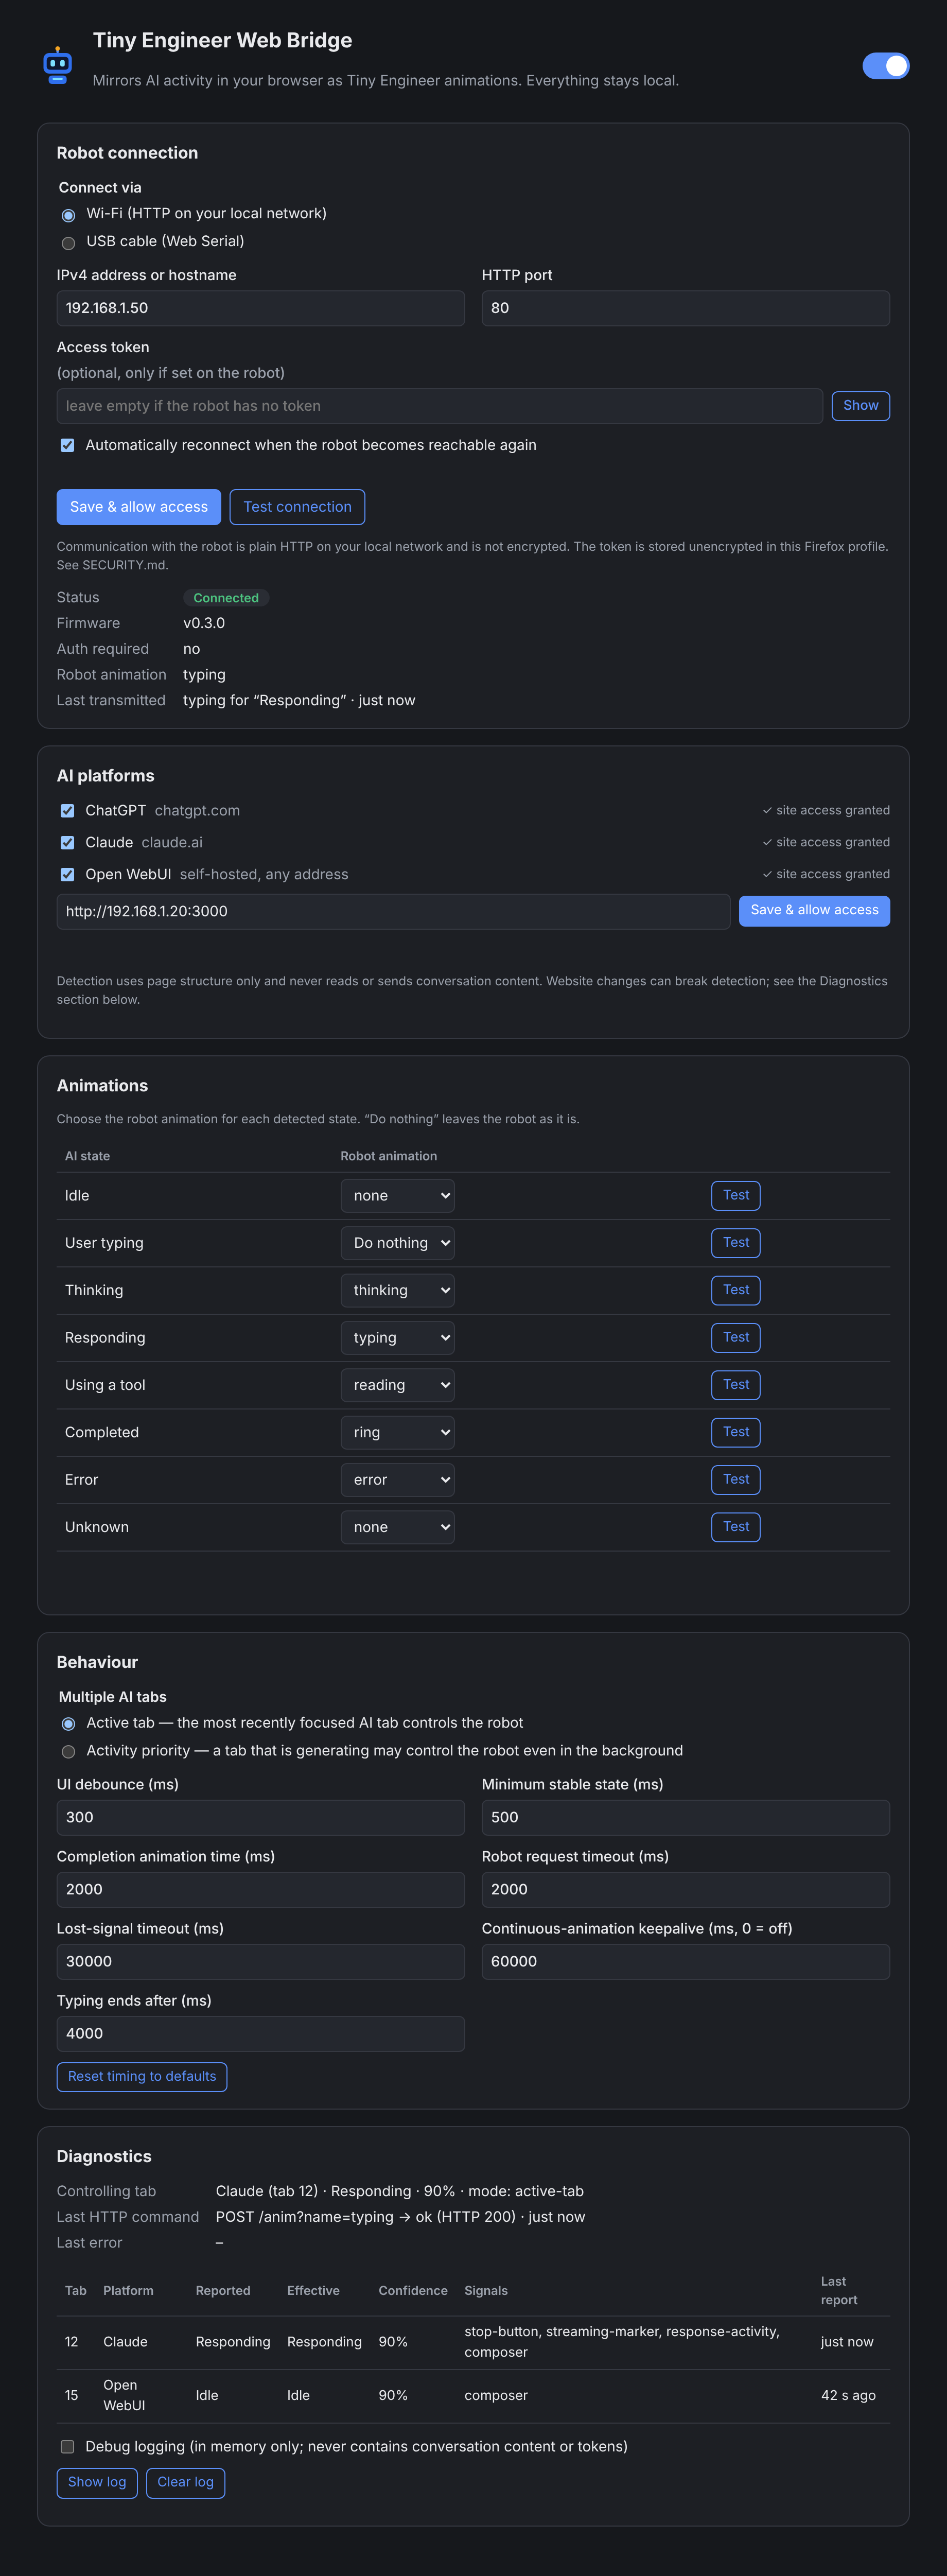 Tiny Engineer Web Bridge
Mirrors AI activity in your browser as Tiny Engineer animations. Everything stays local.
Robot connection
Connect via
Wi-Fi (HTTP on your local network)
USB cable (Web Serial)
IPv4 address or hostname
HTTP port
192.168.1.50
80
Access token
(optional, only if set on the robot)
leave empty if the robot has no token
Show
Automatically reconnect when the robot becomes reachable again
Save & allow access
Test connection
Communication with the robot is plain HTTP on your local network and is not encrypted. The token is stored unencrypted in this Firefox profile.
See SECURITY.md.
Status Connected
Firmware v0.3.0
Auth required no
Robot animation typing
Last transmitted typing for “Responding” · just now
AI platforms
ChatGPT chatgpt.com ✓ site access granted
Claude claude.ai ✓ site access granted
Open WebUI self-hosted, any address ✓ site access granted
http://192.168.1.20:3000
Save & allow access
Detection uses page structure only and never reads or sends conversation content. Website changes can break detection; see the Diagnostics
section below.
Animations
Choose the robot animation for each detected state. “Do nothing” leaves the robot as it is.
AI state Robot animation
Idle none Test
User typing Do nothing Test
Thinking thinking Test
Responding typing Test
Using a tool reading Test
Completed ring Test
Error error Test
Unknown none Test
Behaviour
Multiple AI tabs
Active tab — the most recently focused AI tab controls the robot
Activity priority — a tab that is generating may control the robot even in the background
UI debounce (ms)
Minimum stable state (ms)
300
500
Completion animation time (ms)
Robot request timeout (ms)
2000
2000
Lost-signal timeout (ms)
Continuous-animation keepalive (ms, 0 = off)
30000
60000
Typing ends after (ms)
4000
Reset timing to defaults
Diagnostics
Controlling tab Claude (tab 12) · Responding · 90% · mode: active-tab
Last HTTP command POST /anim?name=typing → ok (HTTP 200) · just now
Last error –
Tab Platform Reported Effective Confidence Signals Last
report
12 Claude Responding Responding 90% stop-button, streaming-marker, response-activity,
composer just now
15 Open
WebUI Idle Idle 90% composer 42 s ago
Debug logging (in memory only; never contains conversation content or tokens)
Show log
Clear log